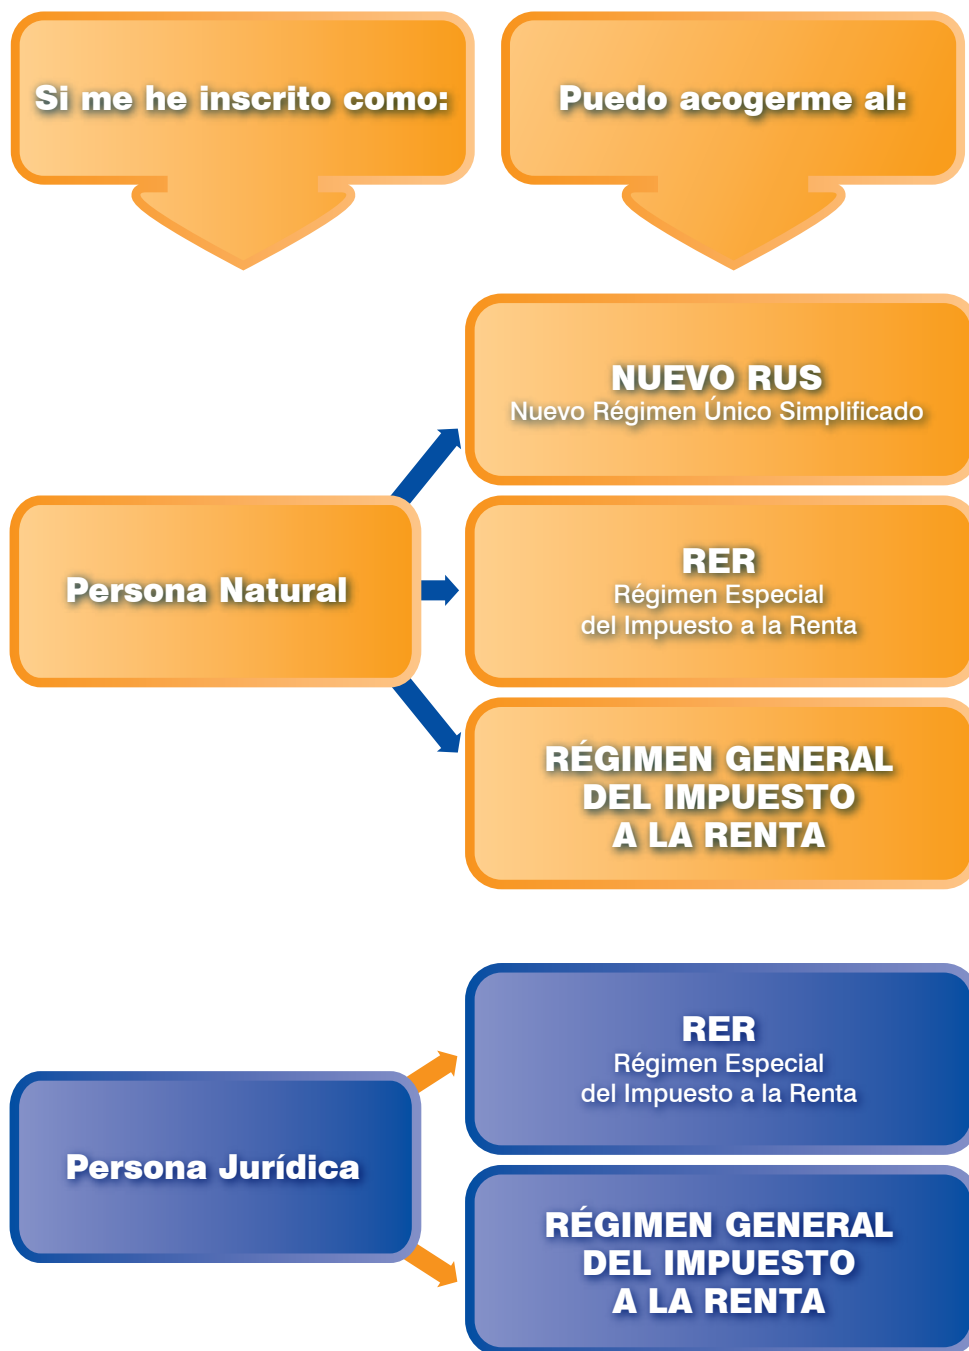 Si me he inscrito como:
Puedo acogerme al:
NUEVO RUS
Nuevo Régimen Único Simplificado
Persona Natural
RER
Régimen Especial
del Impuesto a la Renta
RÉGIMEN GENERAL
DEL IMPUESTO
A LA RENTA
RER
Régimen Especial
del Impuesto a la Renta
Persona Jurídica
RÉGIMEN GENERAL
DEL IMPUESTO
A LA RENTA